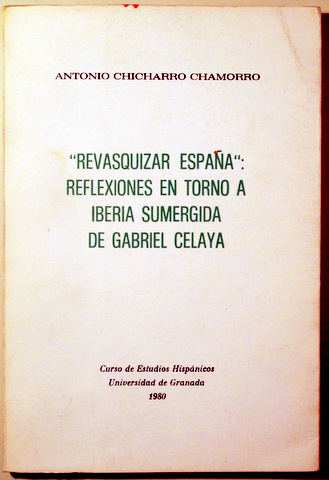 ANTONIO CHICHARRO CHAMORRO
"REVASQUIZAR ESPAÑA":
REFLEXIONES EN TORNO A
IBERIA SUMERGIDA
DE GABRIEL CELAYA
Curso de Estudios Hispánicos
Universidad de Granada
1980